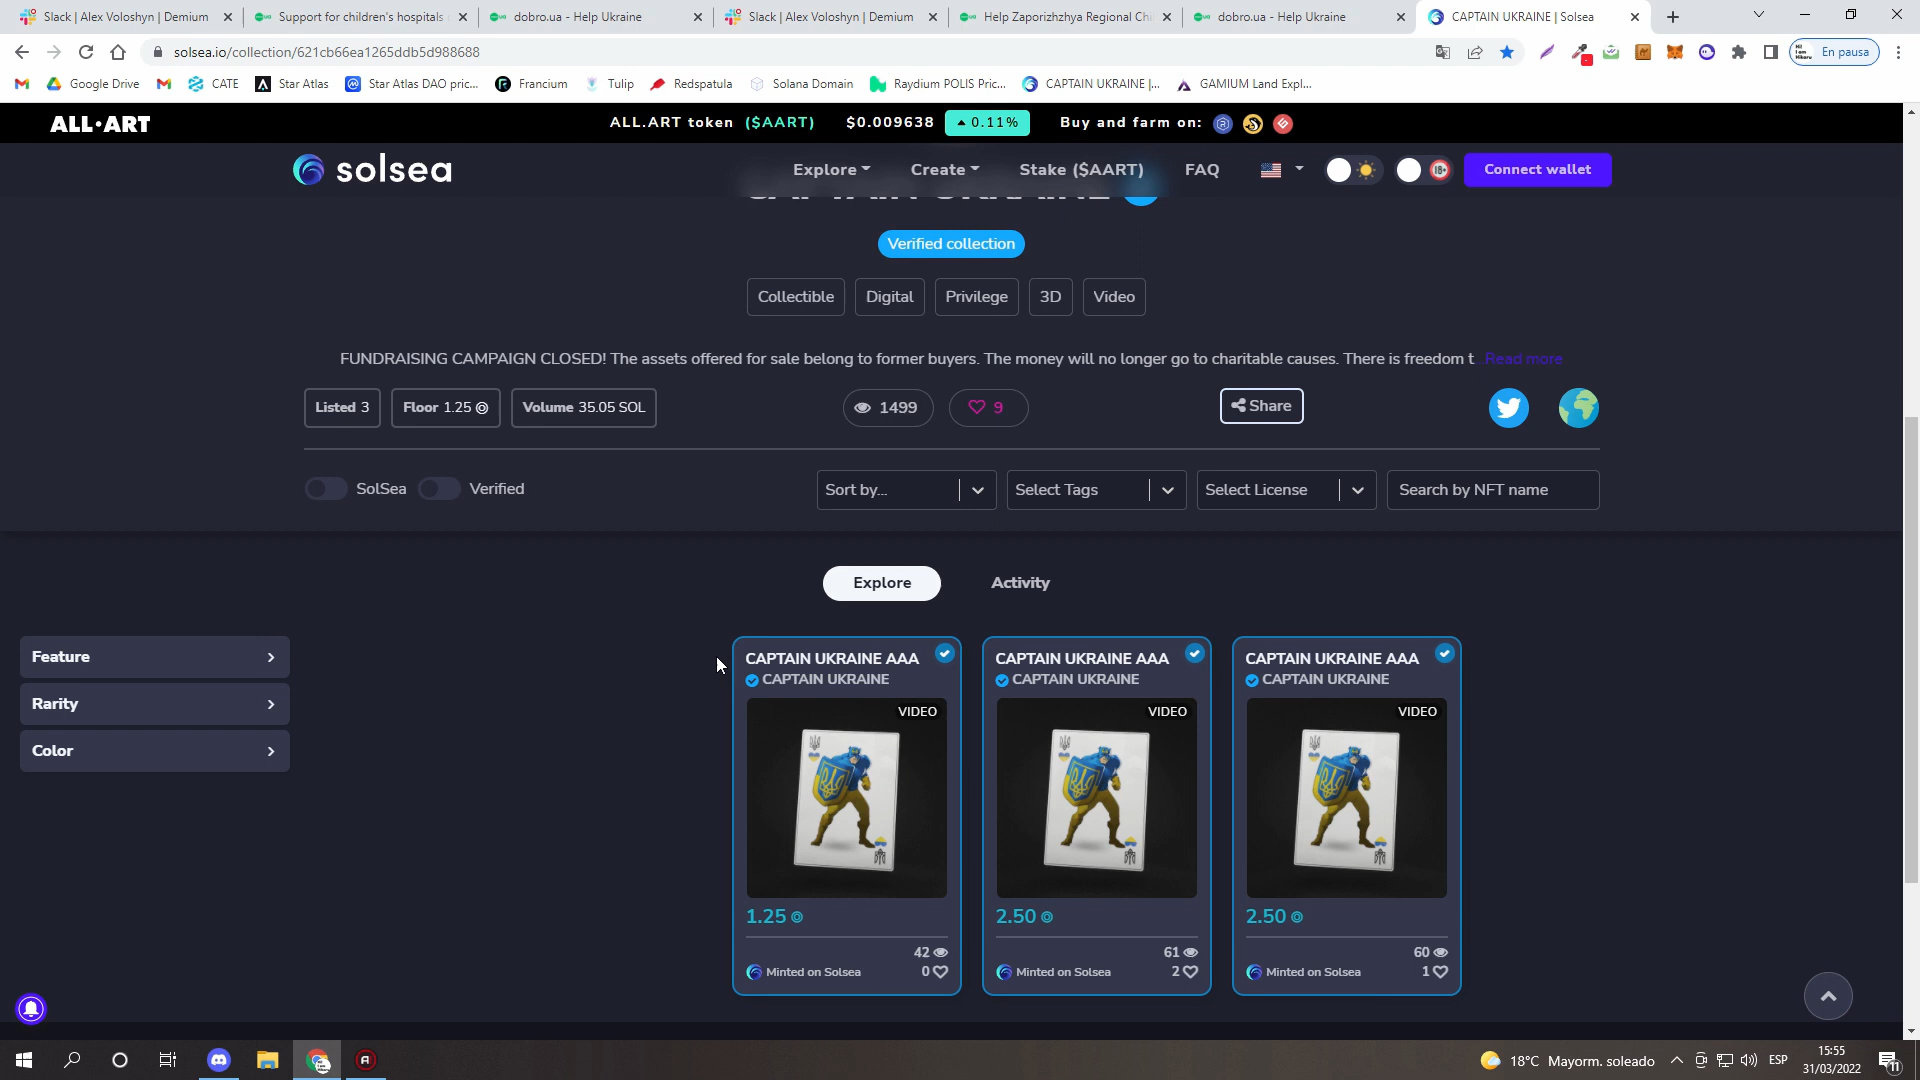 Slack | Alex Voloshyn | Demium
Support for children's hospitals
dobro.ua - Help Ukraine
Slack | Alex Voloshyn | Demium
Help Zaporizhzhya Regional Chi
dobro.ua - Help Ukraine
CAPTAIN UKRAINE | Solsea
solsea.io/collection/621cb66ea1265ddb5d988688
En pausa
Google Drive
CATE
Star Atlas
Star Atlas DAO pric...
Francium
Tulip
Redspatula
Solana Domain
Raydium POLIS Pric...
CAPTAIN UKRAINE |...
GAMIUM Land Expl...
ALL•ART
ALL.ART token ($AART) $0.009638 0.11% Buy and farm on:
solsea
Explore Create Stake ($AART) FAQ 18+ Connect wallet
CAPTAIN UKRAINE
Verified collection
Collectible Digital Privilege 3D Video
FUNDRAISING CAMPAIGN CLOSED! The assets offered for sale belong to former buyers. The money will no longer go to charitable causes. There is freedom t Read more
Listed 3 Floor 1.25 Volume 35.05 SOL 1499 9 Share
SolSea Verified Sort by... Select Tags Select License Search by NFT name
Explore Activity
Feature
Rarity
Color
CAPTAIN UKRAINE AAA
CAPTAIN UKRAINE
VIDEO
1.25
42
Minted on Solsea 0
CAPTAIN UKRAINE AAA
CAPTAIN UKRAINE
VIDEO
2.50
61
Minted on Solsea 2
CAPTAIN UKRAINE AAA
CAPTAIN UKRAINE
VIDEO
2.50
60
Minted on Solsea 1
18°C Mayorm. soleado
ESP
15:55
31/03/2022
11